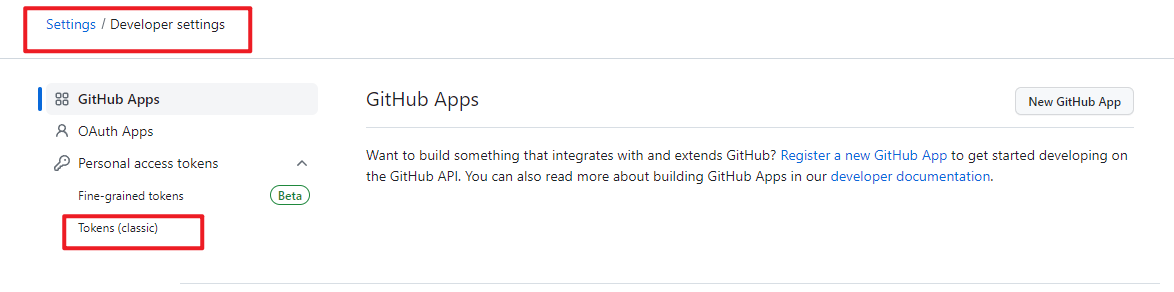 Settings / Developer settings
GitHub Apps
OAuth Apps
Personal access tokens
Fine-grained tokens Beta
Tokens (classic)
GitHub Apps New GitHub App
Want to build something that integrates with and extends GitHub? Register a new GitHub App to get started developing on
the GitHub API. You can also read more about building GitHub Apps in our developer documentation.